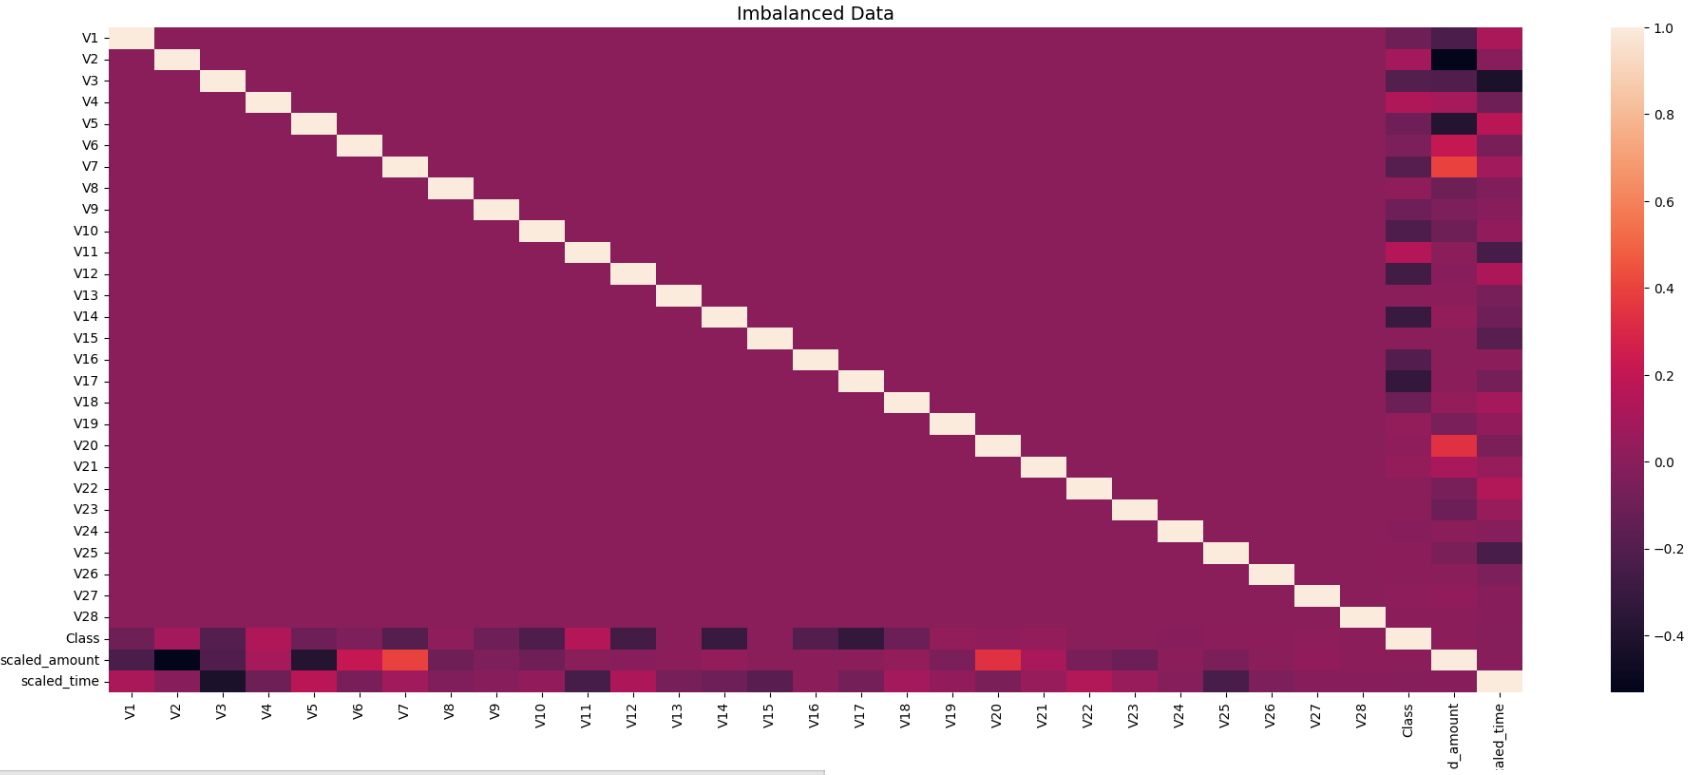 Imbalanced Data
V1
V2
V3
V4
V5
V6
V7
V8
V9
V10
V11
V12
V13
V14
V15
V16
V17
V18
V19
V20
V21
V22
V23
V24
V25
V26
V27
V28
Class
scaled_amount
scaled_time
V1
V2
V3
V4
V5
V6
V7
V8
V9
V10
V11
V12
V13
V14
V15
V16
V17
V18
V19
V20
V21
V22
V23
V24
V25
V26
V27
V28
Class
d_amount
caled_time
1.0
0.8
0.6
0.4
0.2
0.0
−0.2
−0.4